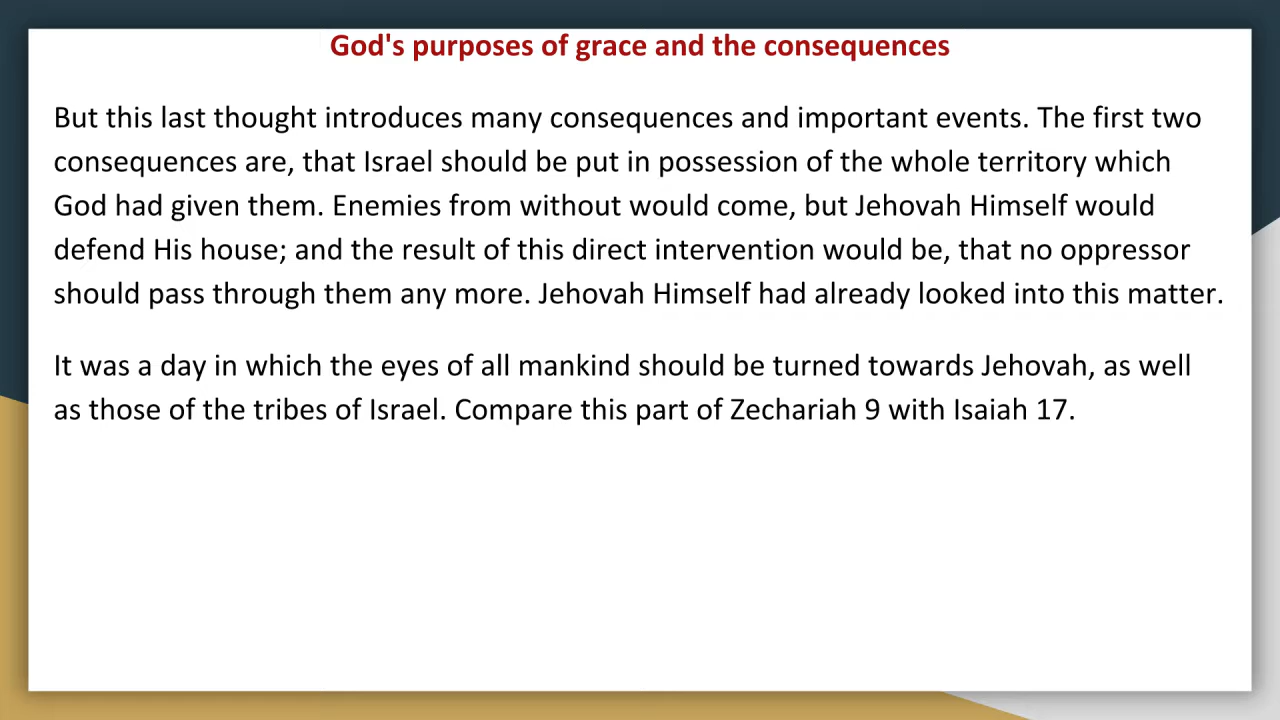 God's purposes of grace and the consequences
But this last thought introduces many consequences and important events. The first two
consequences are, that Israel should be put in possession of the whole territory which
God had given them. Enemies from without would come, but Jehovah Himself would
defend His house; and the result of this direct intervention would be, that no oppressor
should pass through them any more. Jehovah Himself had already looked into this matter.
It was a day in which the eyes of all mankind should be turned towards Jehovah, as well
as those of the tribes of Israel. Compare this part of Zechariah 9 with Isaiah 17.